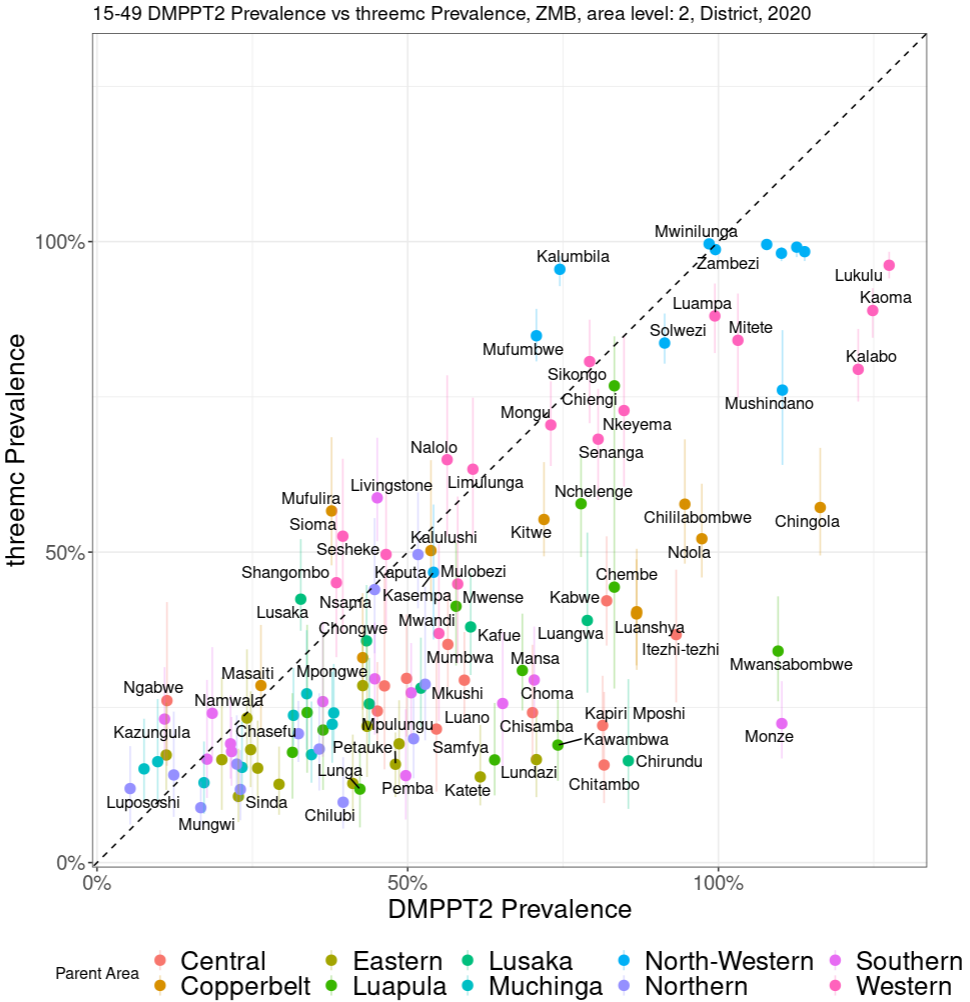 15-49 DMPPT2 Prevalence vs threemc Prevalence, ZMB, area level: 2, District, 2020
threemc Prevalence
100%
50%
0%
Mwinilunga
Kalumbila
Zambezi
Lukulu
Kaoma
Luampa
Solwezi
Mitete
Mufumbwe
Kalabo
Sikongo
Chiengi
Mushindano
Mongu
Nkeyema
Senanga
Nalolo
Limulunga
Livingstone
Nchelenge
Mufulira
Chililabombwe
Chingola
Sioma
Kitwe
Kalulushi
Sesheke
Ndola
Shangombo
Kaputa
Mulobezi
Chembe
Kasempa
Kabwe
Mwense
Nsama
Lusaka
Mwandi
Chongwe
Kafue
Luangwa
Luanshya
Itezhi-tezhi
Mumbwa
Mansa
Mwansabombwe
Mpongwe
Masaiti
Ngabwe
Mkushi
Choma
Namwala
Luano
Kapiri Mposhi
Kazungula
Chasefu
Mpulungu
Chisamba
Kawambwa
Monze
Petauke
Samfya
Chirundu
Lunga
Lundazi
Chitambo
Pemba
Katete
Lupososhi
Sinda
Chilubi
Mungwi
0%
50%
100%
DMPPT2 Prevalence
Parent Area
Central
Eastern
Lusaka
North-Western
Southern
Copperbelt
Luapula
Muchinga
Northern
Western